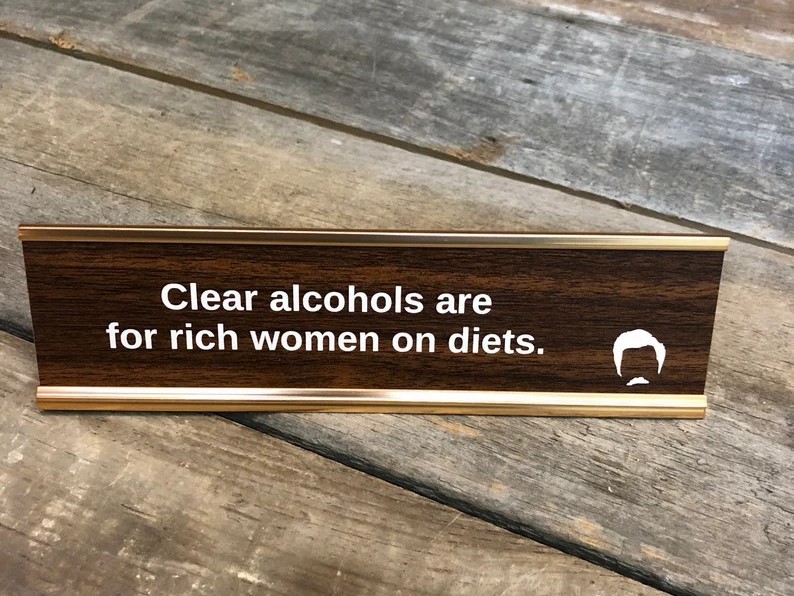 Clear alcohols are
for rich women on diets.